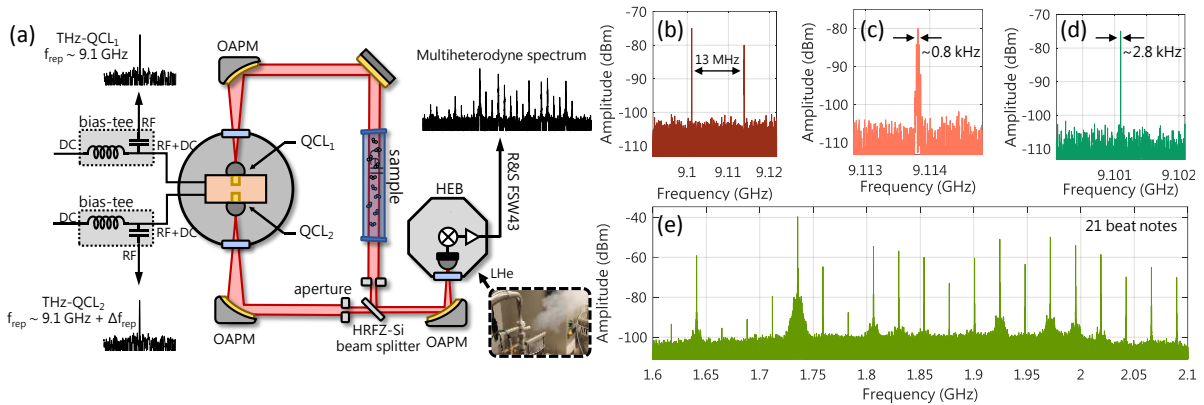 (a)
THz-QCL1
frep ~ 9.1 GHz
bias-tee
RF
DC
RF+DC
bias-tee
DC
RF+DC
RF
THz-QCL2
frep ~ 9.1 GHz + Δfrep
OAPM
QCL1
QCL2
OAPM
sample
Cell
aperture
HRFZ-Si
beam splitter
OAPM
HEB
LHe
R&S FSW43
Multiheterodyne spectrum
(b)
Amplitude (dBm)
-70
-80
-90
-100
-110
13 MHz
9.1
9.11
9.12
Frequency (GHz)
(c)
Amplitude (dBm)
-80
-90
-100
-110
~0.8 kHz
9.113
9.114
Frequency (GHz)
(d)
Amplitude (dBm)
-70
-80
-90
-100
-110
~2.8 kHz
9.101
9.102
Frequency (GHz)
(e)
21 beat notes
Amplitude (dBm)
-40
-60
-80
-100
1.6
1.65
1.7
1.75
1.8
1.85
1.9
1.95
2
2.05
2.1
Frequency (GHz)